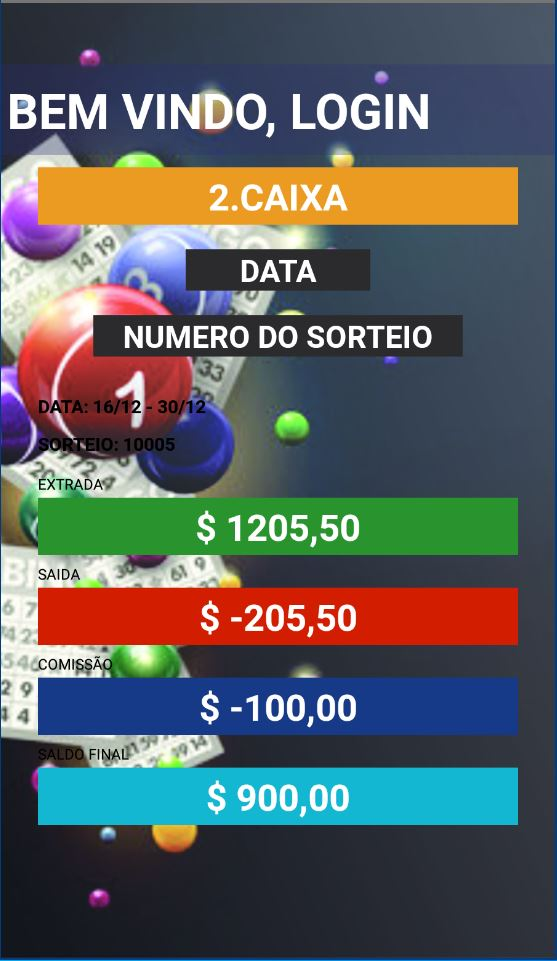 BEM VINDO, LOGIN
2.CAIXA
DATA
NUMERO DO SORTEIO
DATA: 16/12 - 30/12
SORTEIO: 10005
EXTRADA
$ 1205,50
SAIDA
$ -205,50
COMISSÃO
$ -100,00
SALDO FINAL
$ 900,00